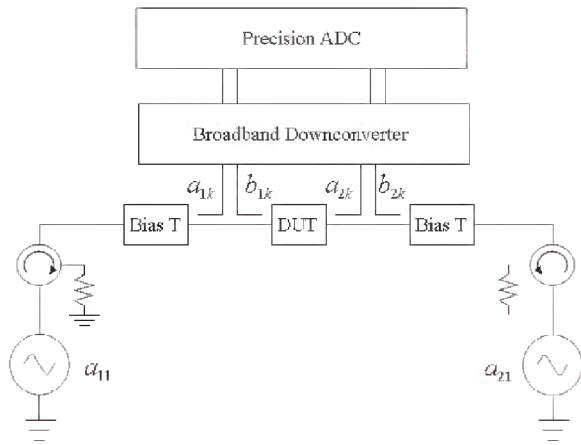 Precision ADC
Broadband Downconverter
a1k b1k a2k b2k
Bias T DUT Bias T
a11 a21